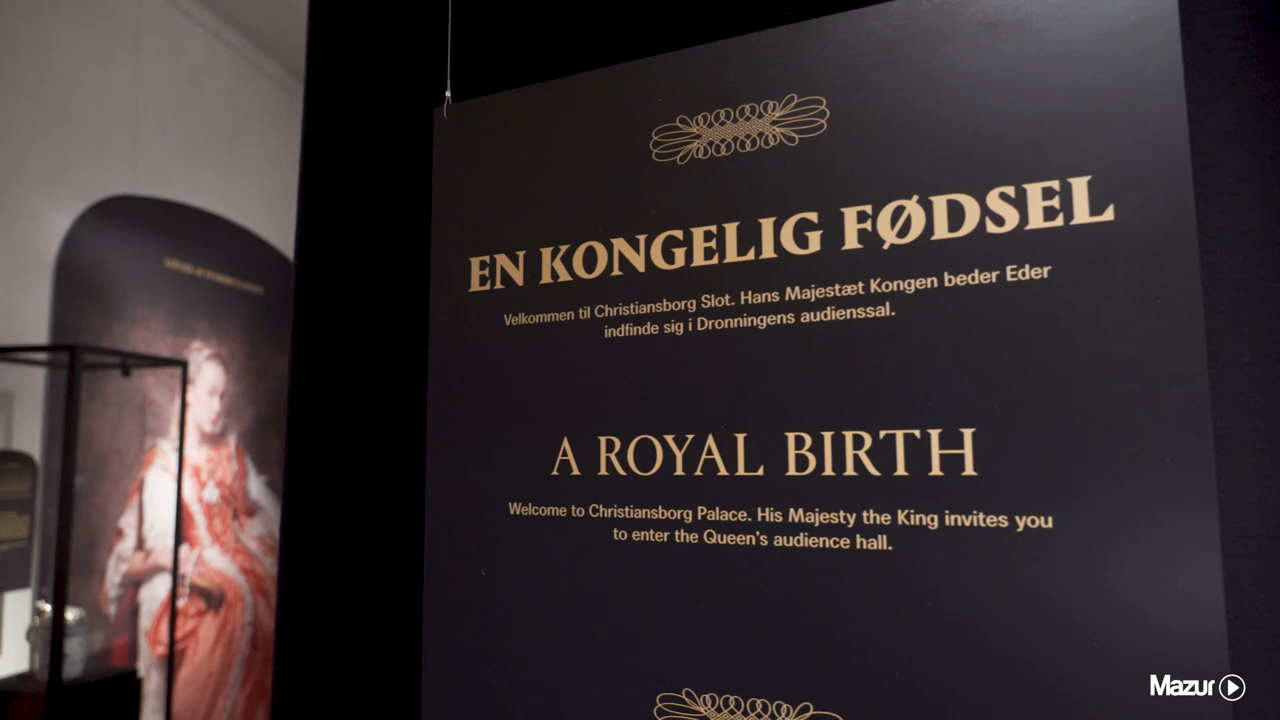 EN KONGELIG FØDSEL
Velkommen til Christiansborg Slot. Hans Majestæt Kongen beder Eder
indfinde sig i Dronningens audienssal.
A ROYAL BIRTH
Welcome to Christiansborg Palace. His Majesty the King invites you
to enter the Queen's audience hall.
Mazur